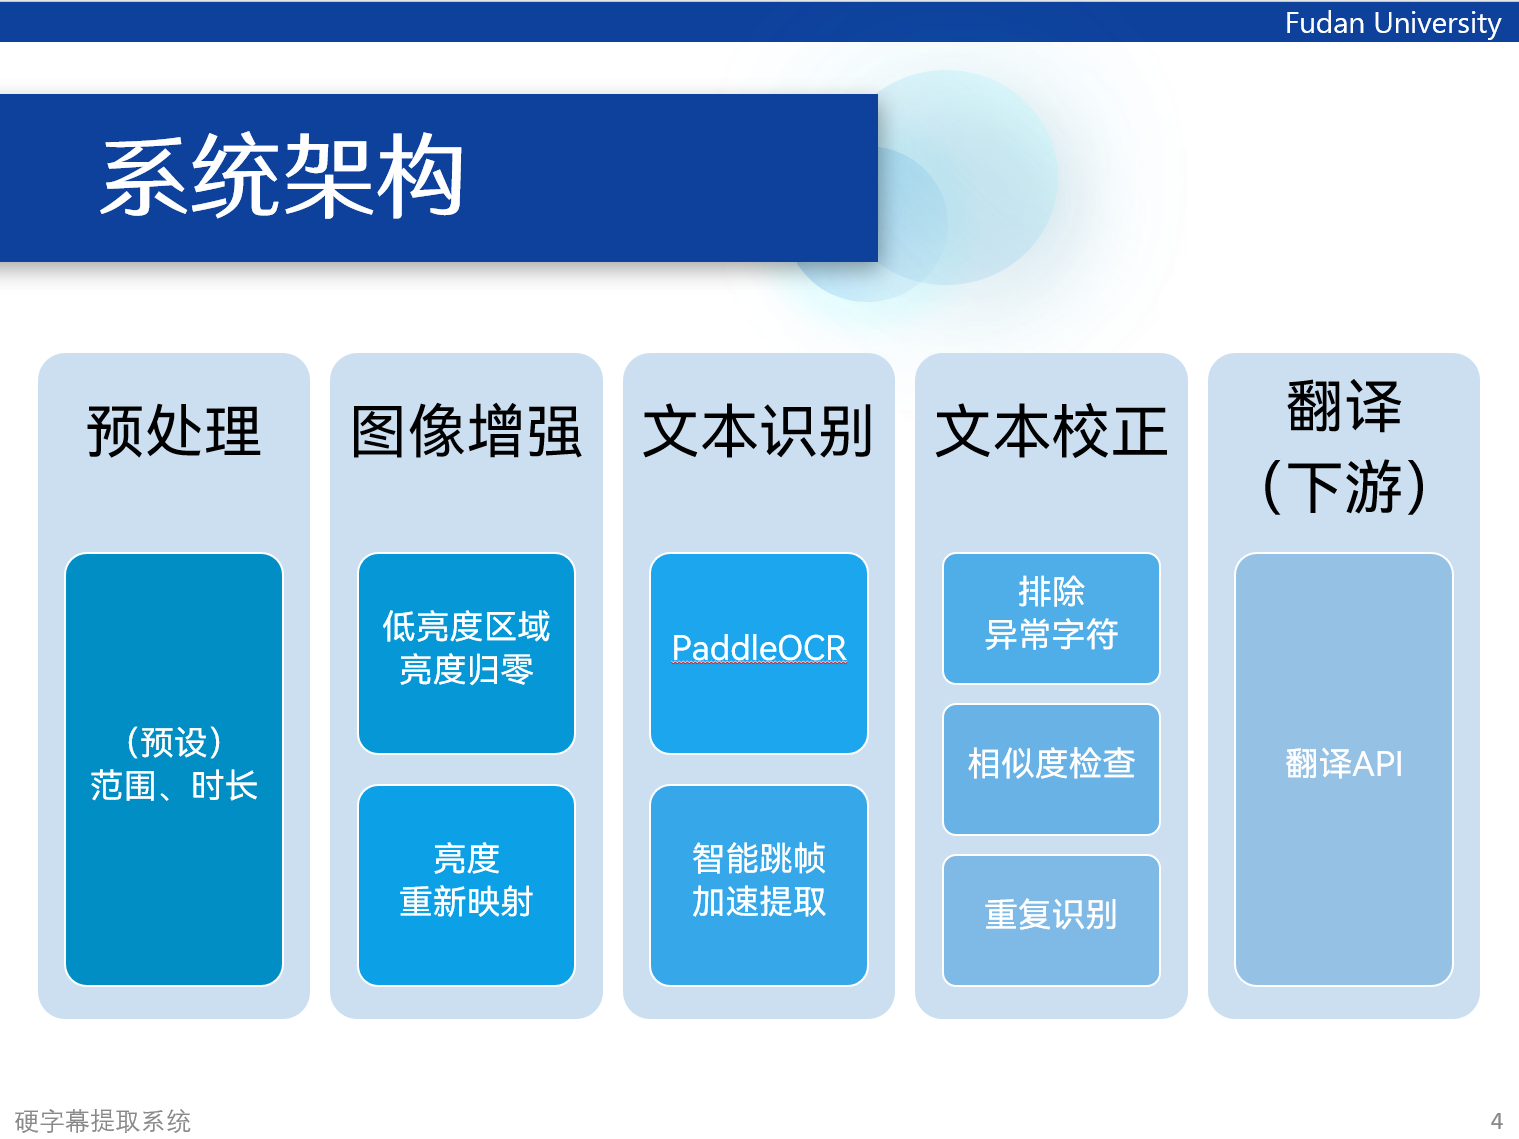 Fudan University
系统架构
预处理
（预设）
范围、时长
图像增强
低亮度区域
亮度归零
亮度
重新映射
文本识别
PaddleOCR
智能跳帧
加速提取
文本校正
排除
异常字符
相似度检查
重复识别
翻译
（下游）
翻译API
硬字幕提取系统
4